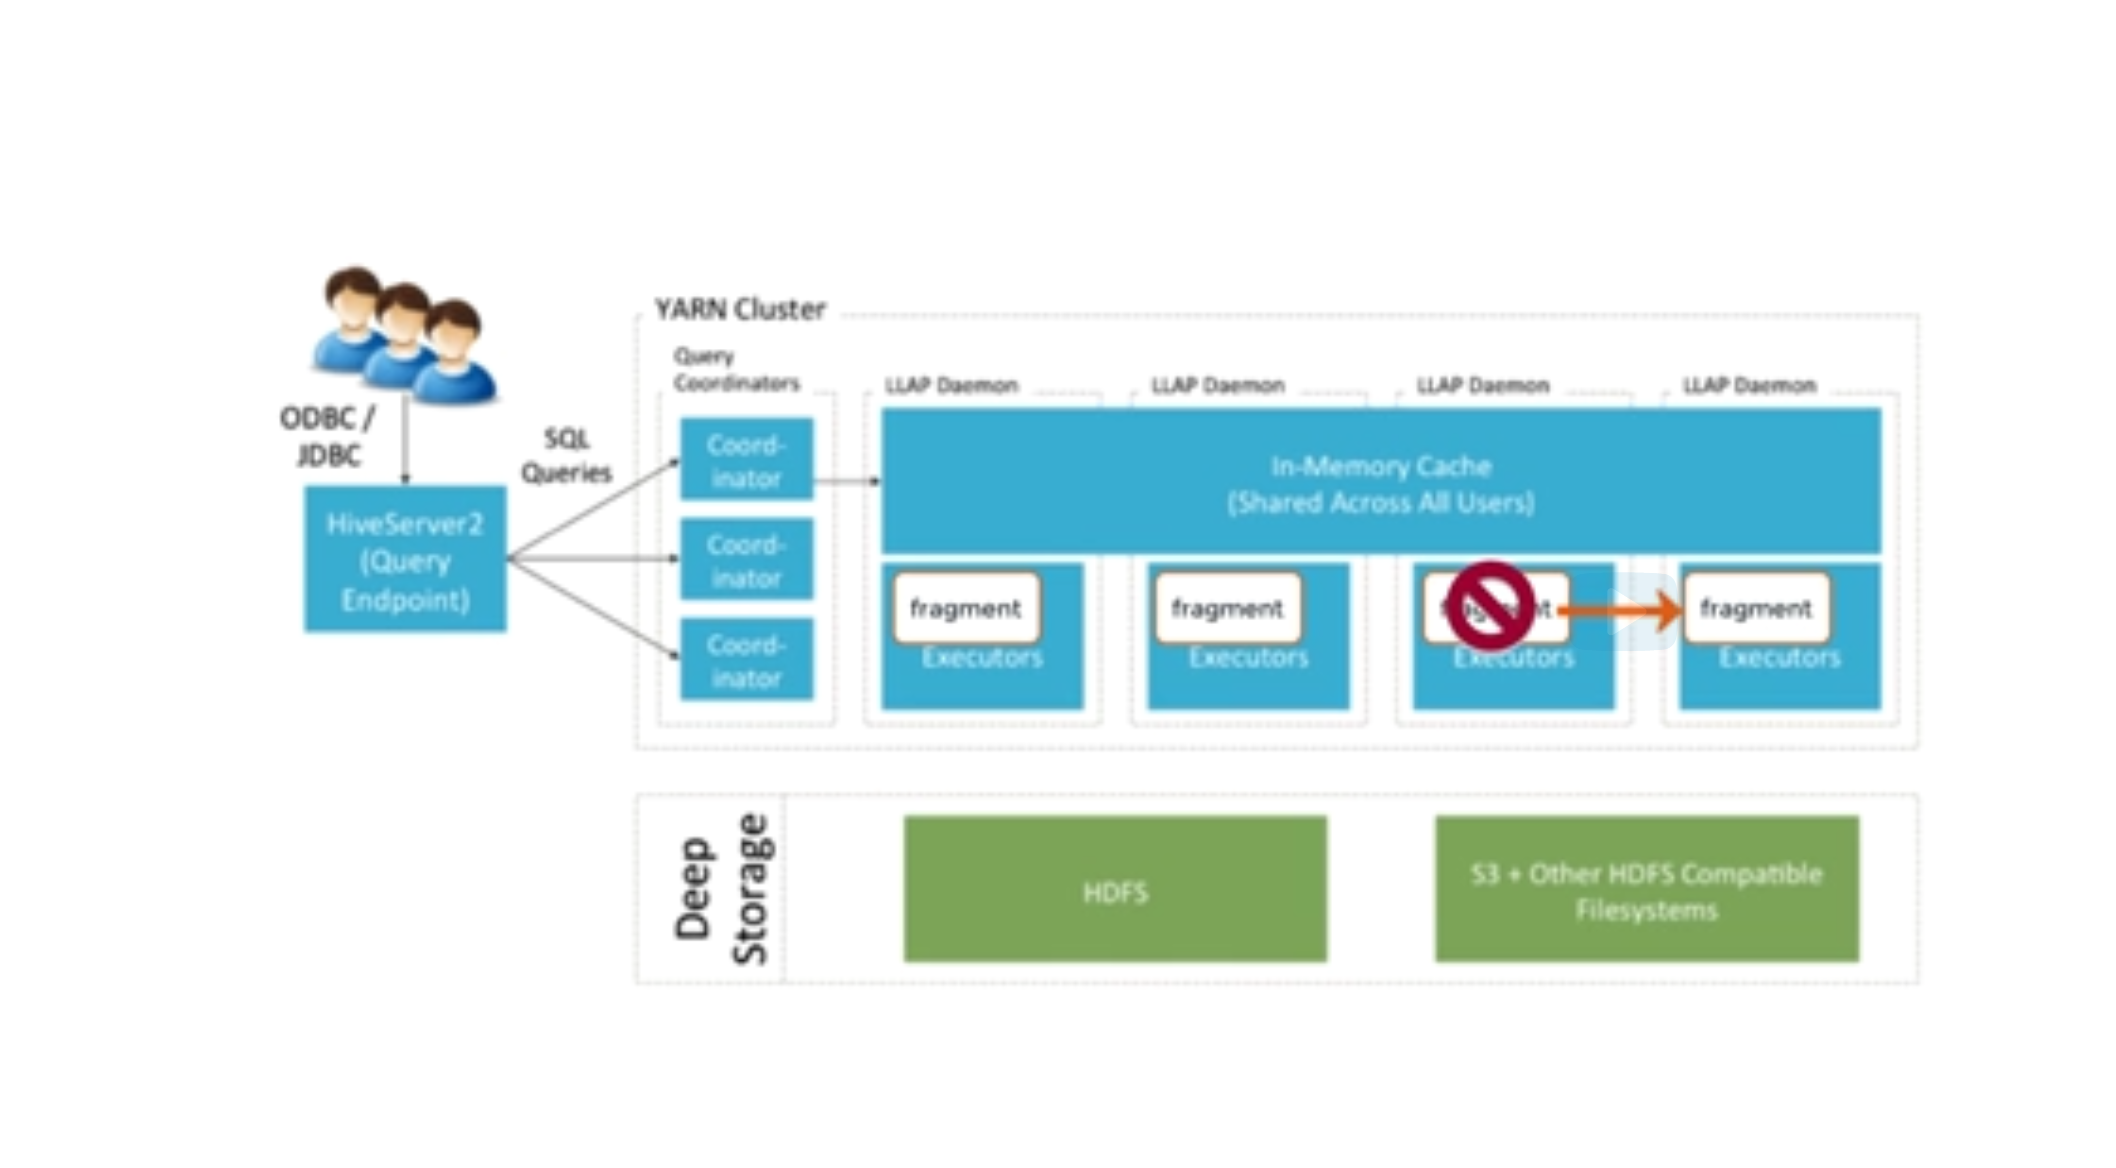 YARN Cluster
Query
Coordinators
LLAP Daemon
LLAP Daemon
LLAP Daemon
LLAP Daemon
ODBC /
JDBC
SQL
Queries
HiveServer2
(Query
Endpoint)
Coord-
inator
Coord-
inator
Coord-
inator
In-Memory Cache
(Shared Across All Users)
fragment
Executors
fragment
Executors
Executors
fragment
Executors
Deep
Storage
HDFS
S3 + Other HDFS Compatible
Filesystems